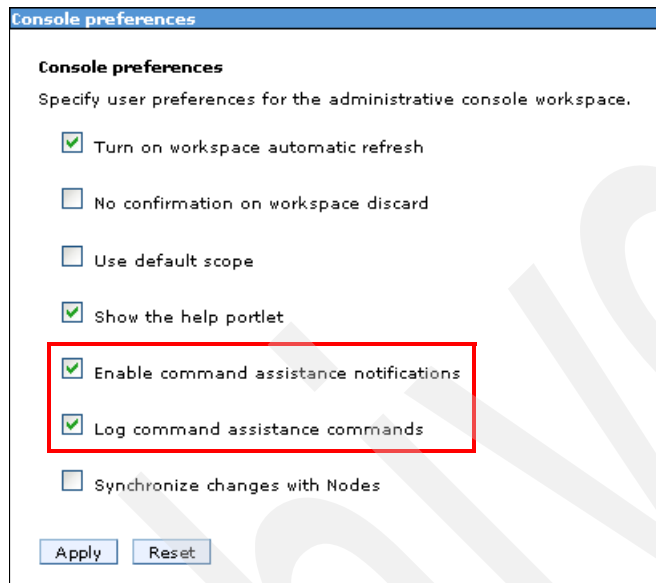 Console preferences
Console preferences
Specify user preferences for the administrative console workspace.
Turn on workspace automatic refresh
No confirmation on workspace discard
Use default scope
Show the help portlet
Enable command assistance notifications
Log command assistance commands
Synchronize changes with Nodes
Apply Reset